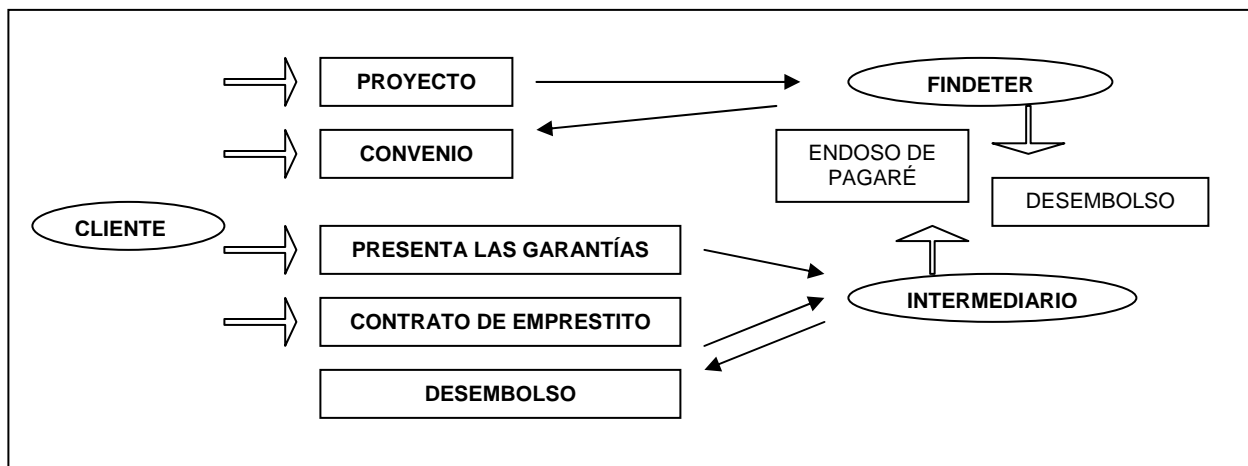 PROYECTO
FINDETER
CONVENIO
ENDOSO DE
PAGARÉ
DESEMBOLSO
CLIENTE
PRESENTA LAS GARANTÍAS
CONTRATO DE EMPRESTITO
INTERMEDIARIO
DESEMBOLSO